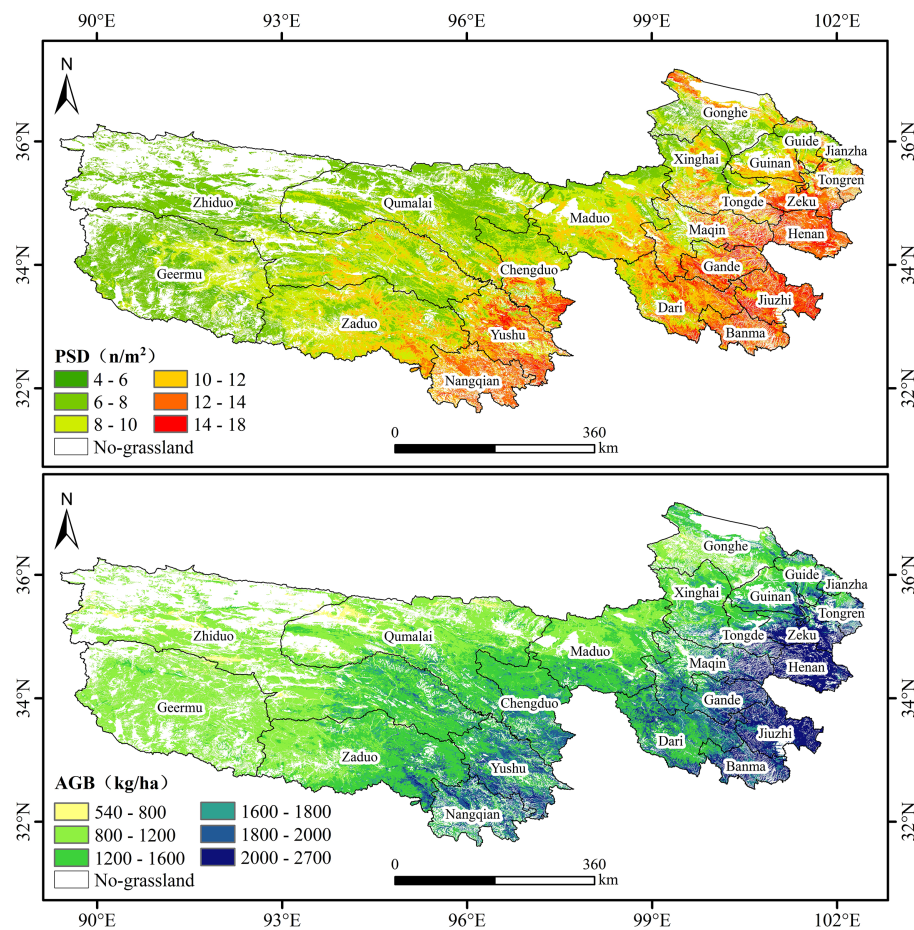 90°E 93°E 96°E 99°E 102°E
N
36°N 36°N
34°N 34°N
32°N 32°N
Gonghe
Guide
Jianzha
Xinghai
Guinan
Tongren
Zhiduo
Qumalai
Tongde
Zeku
Maduo
Maqin
Henan
Geermu
Chengduo
Gande
Zaduo
Dari
Jiuzhi
Yushu
Banma
Nangqian
PSD（n/m²）
4 - 6 10 - 12
6 - 8 12 - 14
8 - 10 14 - 18
No-grassland
0 360
km
N
36°N 36°N
34°N 34°N
32°N 32°N
Gonghe
Guide
Jianzha
Xinghai
Guinan
Tongren
Zhiduo
Qumalai
Tongde
Zeku
Maduo
Maqin
Henan
Geermu
Chengduo
Gande
Zaduo
Dari
Jiuzhi
Yushu
Banma
Nangqian
AGB（kg/ha）
540 - 800 1600 - 1800
800 - 1200 1800 - 2000
1200 - 1600 2000 - 2700
No-grassland
0 360
km
90°E 93°E 96°E 99°E 102°E